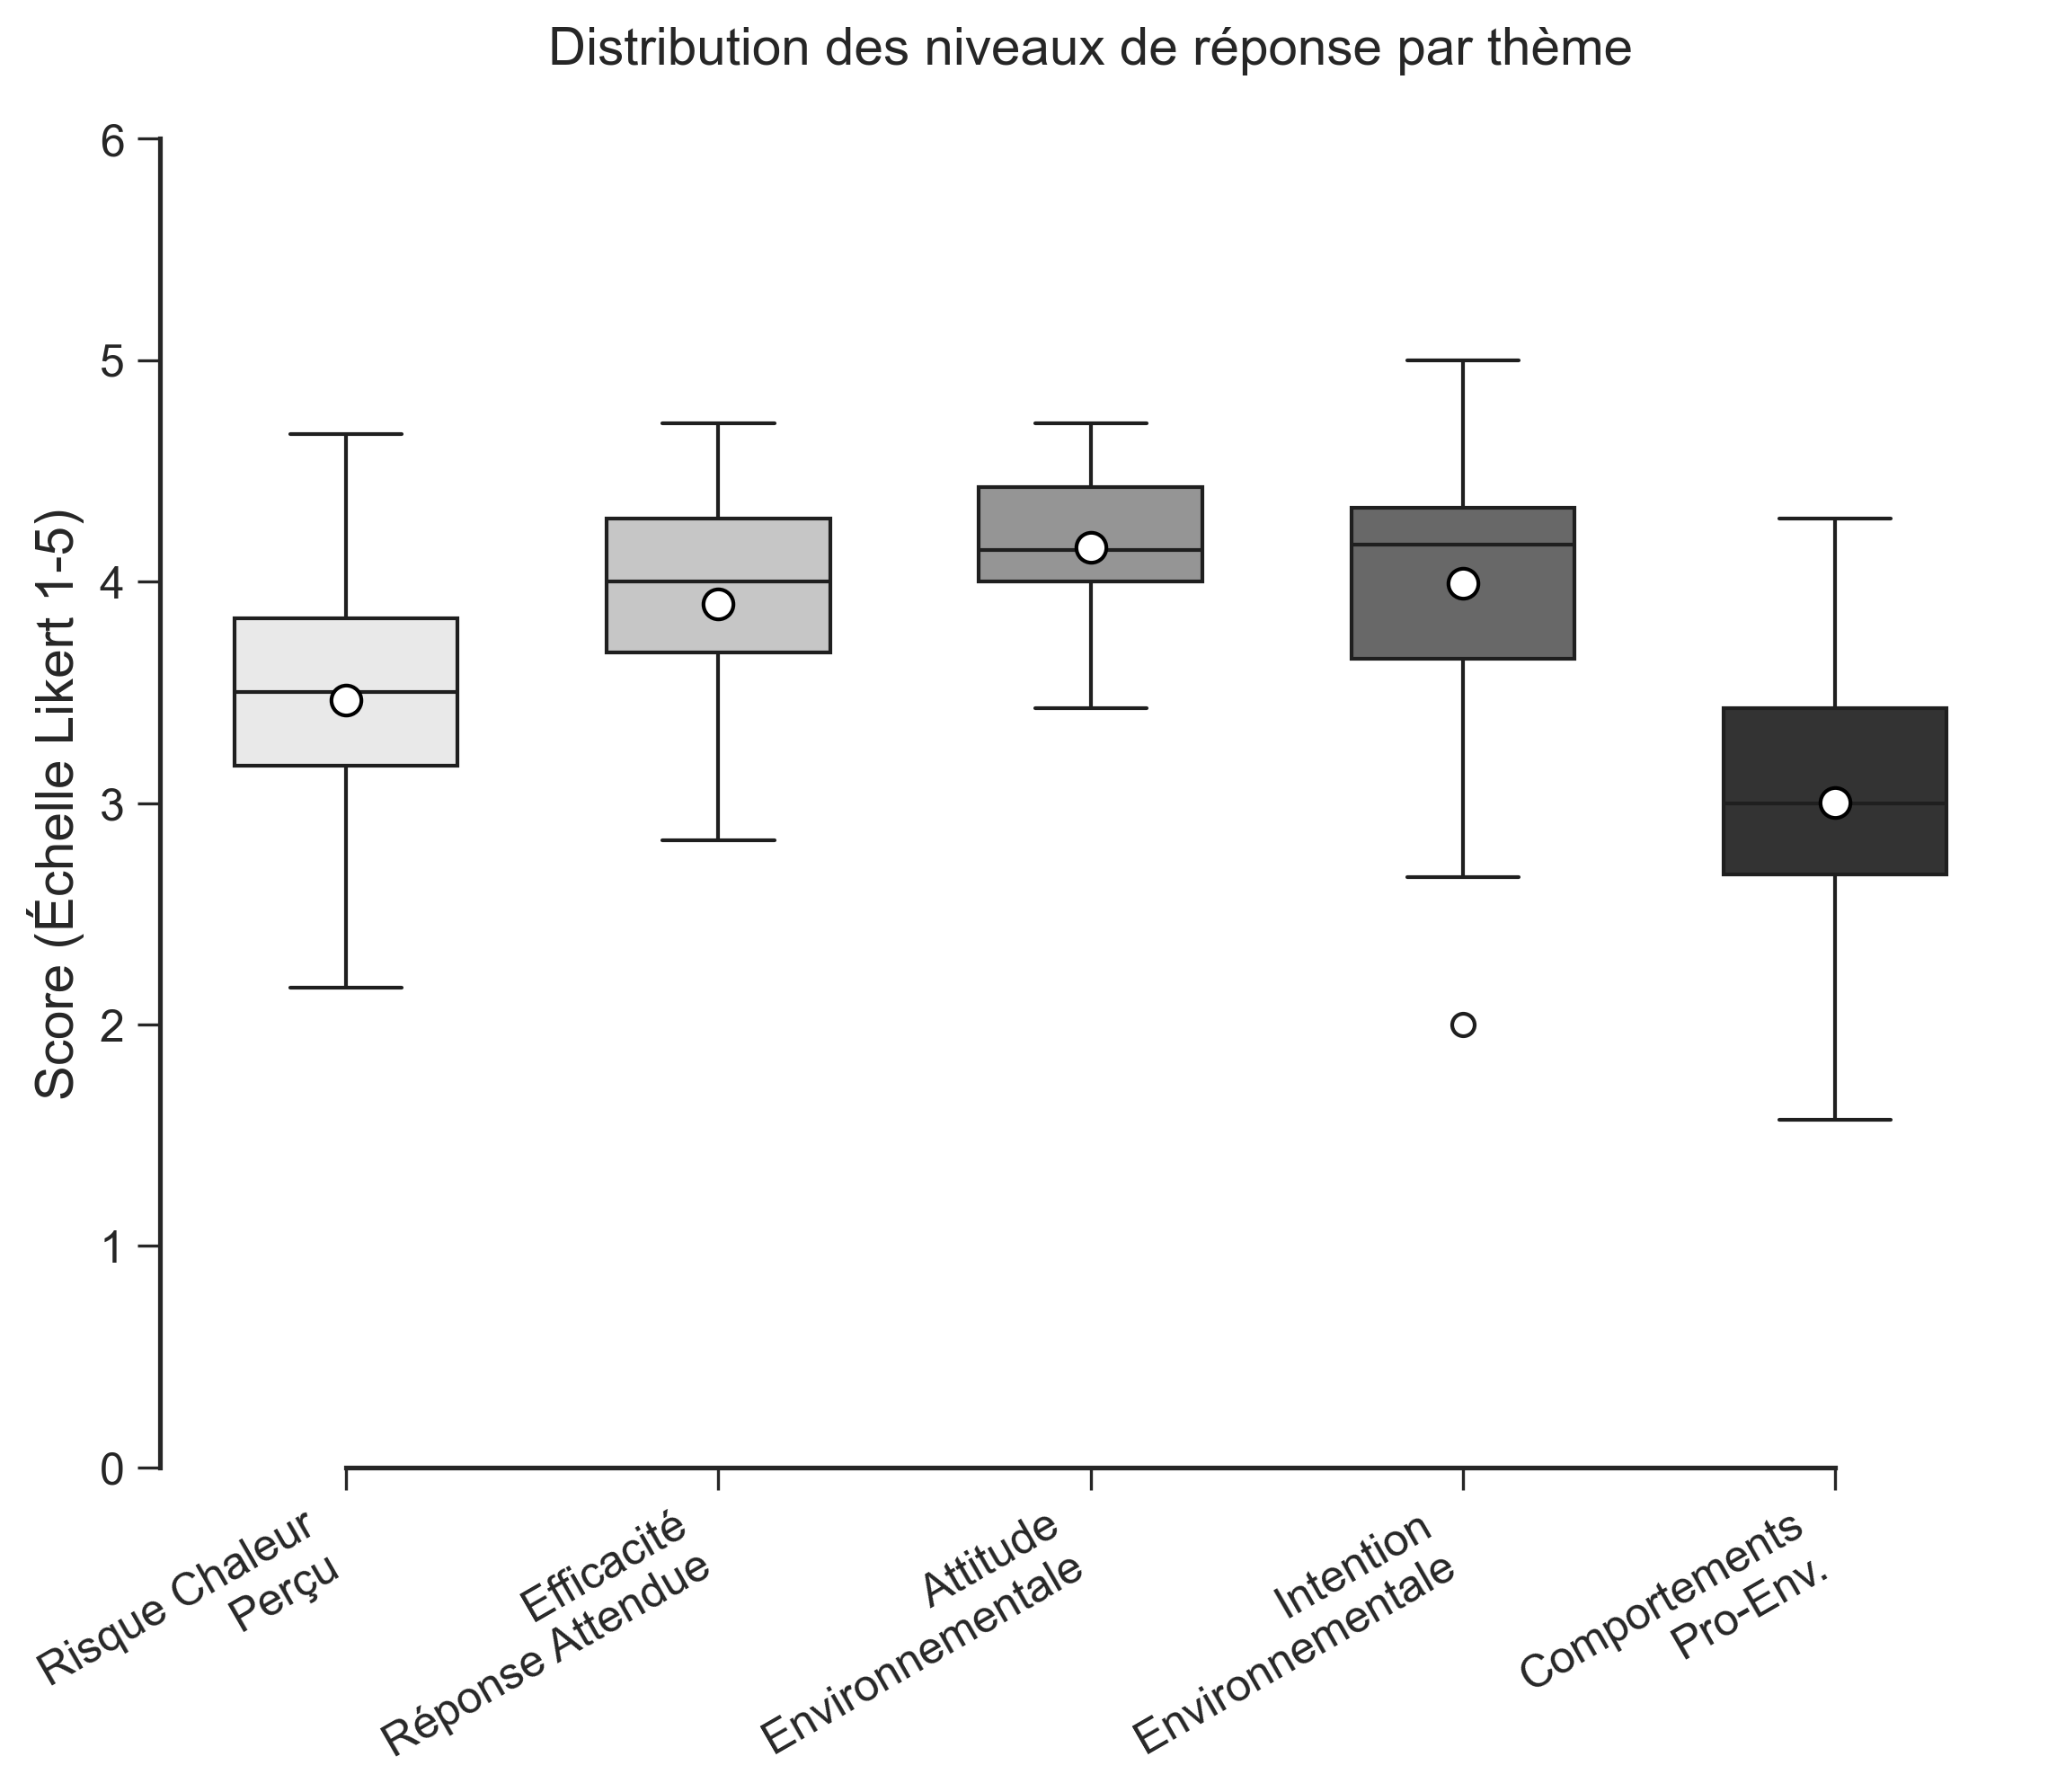 Distribution des niveaux de réponse par thème
Score (Échelle Likert 1-5)
6
5
4
3
2
1
0
Risque Chaleur
Perçu
Efficacité
Réponse Attendue
Attitude
Environnementale
Intention
Environnementale
Comportements
Pro-Env.